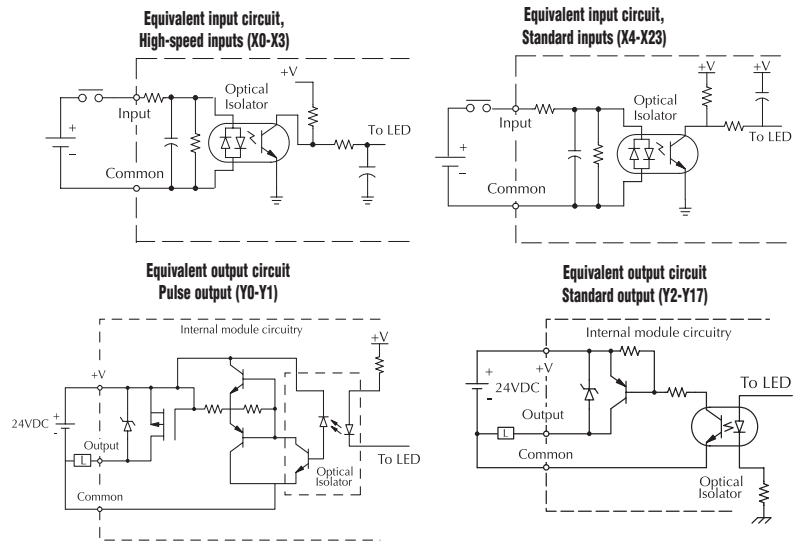 Equivalent input circuit,
High-speed inputs (X0-X3)
+V
Optical
Isolator
Input
To LED
+
-
Common
Equivalent input circuit,
Standard inputs (X4-X23)
+V
+V
Optical
Isolator
Input
To LED
+
-
Common
Equivalent output circuit
Pulse output (Y0-Y1)
Internal module circuitry
+V
+V
24VDC
+
-
Output
L
To LED
Optical
Isolator
Common
Equivalent output circuit
Standard output (Y2-Y17)
Internal module circuitry
+V
+
24VDC
-
To LED
Output
L
Common
Optical
Isolator